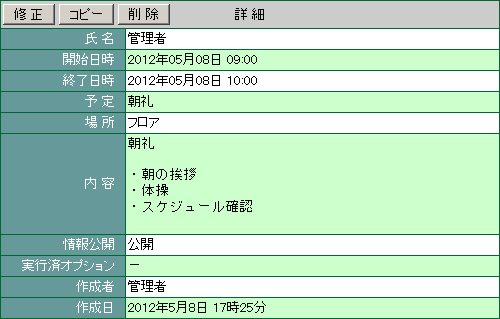 修正 コピー 削除 詳細
氏名 管理者
開始日時 2012年05月08日 09:00
終了日時 2012年05月08日 10:00
予定 朝礼
場所 フロア
内容 朝礼
・朝の挨拶
・体操
・スケジュール確認
情報公開 公開
実行済オプション －
作成者 管理者
作成日 2012年5月8日 17時25分